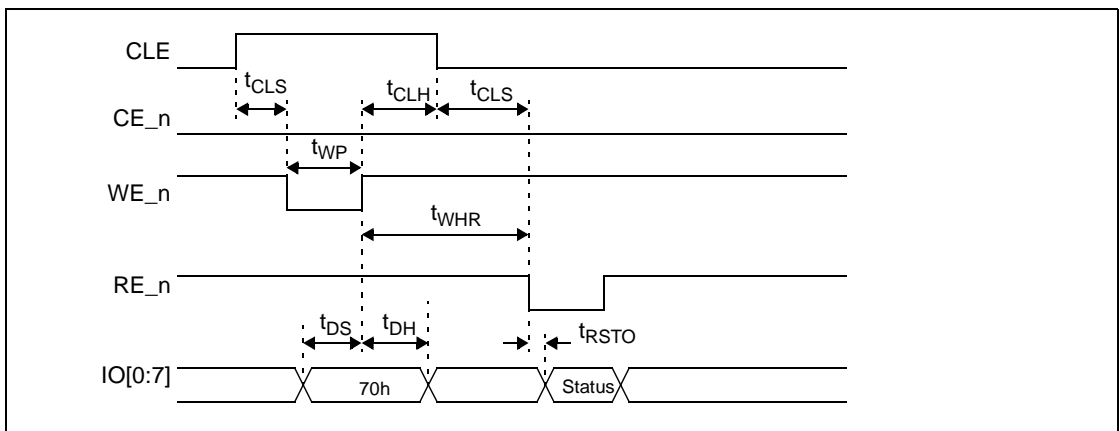 CLE
tCLS tCLH tCLS
CE_n
tWP
WE_n
tWHR
RE_n
tDS tDH tRSTO
IO[0:7] 70h Status